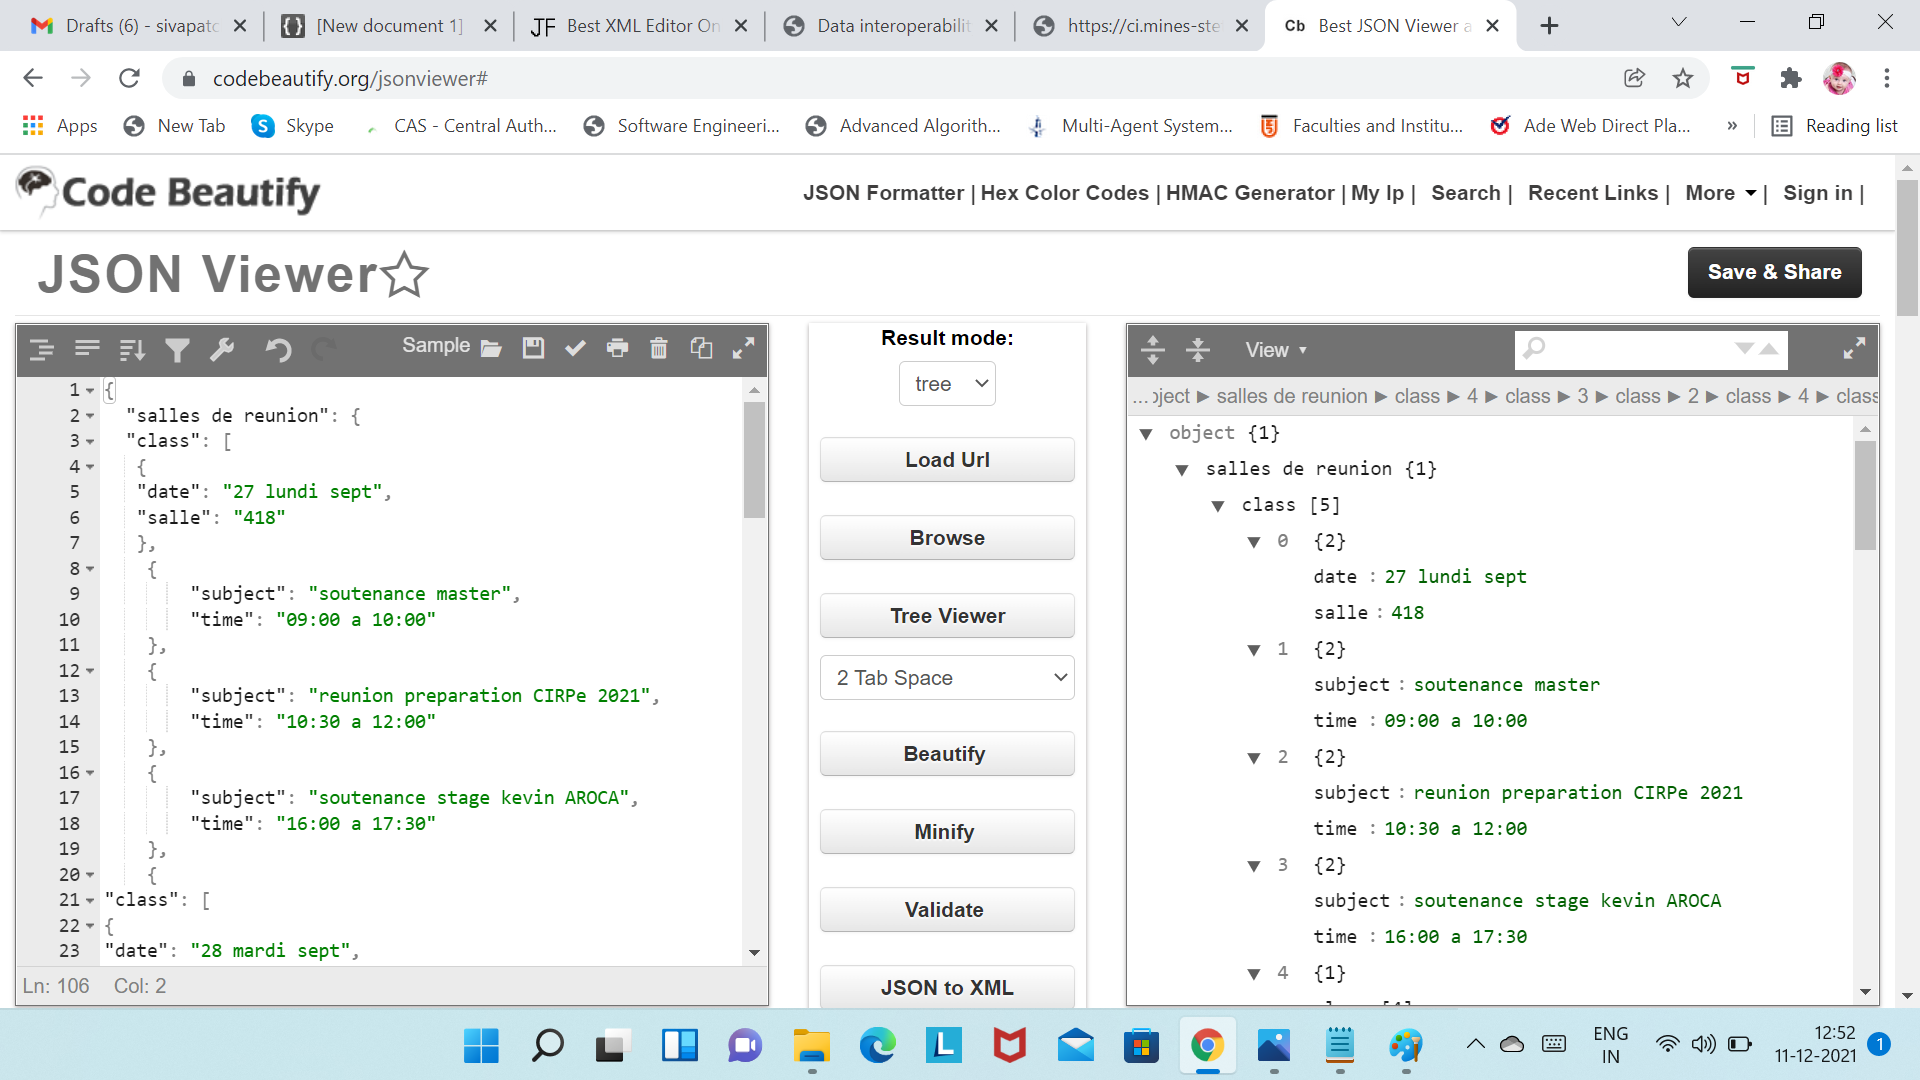 Drafts (6) - sivapatc
[New document 1]
JF Best XML Editor On
Data interoperabilit
https://ci.mines-ste
Cb Best JSON Viewer a
codebeautify.org/jsonviewer#
Apps
New Tab
Skype
CAS - Central Auth...
Software Engineeri...
Advanced Algorith...
Multi-Agent System...
Faculties and Institu...
Ade Web Direct Pla...
»
Reading list
Code Beautify
JSON Formatter | Hex Color Codes | HMAC Generator | My Ip | Search | Recent Links | More | Sign in |
JSON Viewer
Save & Share
Sample
1 {
2 "salles de reunion": {
3 "class": [
4 {
5 "date": "27 lundi sept",
6 "salle": "418"
7 },
8 {
9 "subject": "soutenance master",
10 "time": "09:00 a 10:00"
11 },
12 {
13 "subject": "reunion preparation CIRPe 2021",
14 "time": "10:30 a 12:00"
15 },
16 {
17 "subject": "soutenance stage kevin AROCA",
18 "time": "16:00 a 17:30"
19 },
20 {
21 "class": [
22 {
23 "date": "28 mardi sept",
Ln: 106 Col: 2
Result mode:
tree
Load Url
Browse
Tree Viewer
2 Tab Space
Beautify
Minify
Validate
JSON to XML
View
...bject ► salles de reunion ► class ► 4 ► class ► 3 ► class ► 2 ► class ► 4 ► class
▼ object {1}
▼ salles de reunion {1}
▼ class [5]
▼ 0 {2}
date : 27 lundi sept
salle : 418
▼ 1 {2}
subject : soutenance master
time : 09:00 a 10:00
▼ 2 {2}
subject : reunion preparation CIRPe 2021
time : 10:30 a 12:00
▼ 3 {2}
subject : soutenance stage kevin AROCA
time : 16:00 a 17:30
▼ 4 {1}
ENG
IN
12:52
11-12-2021
1